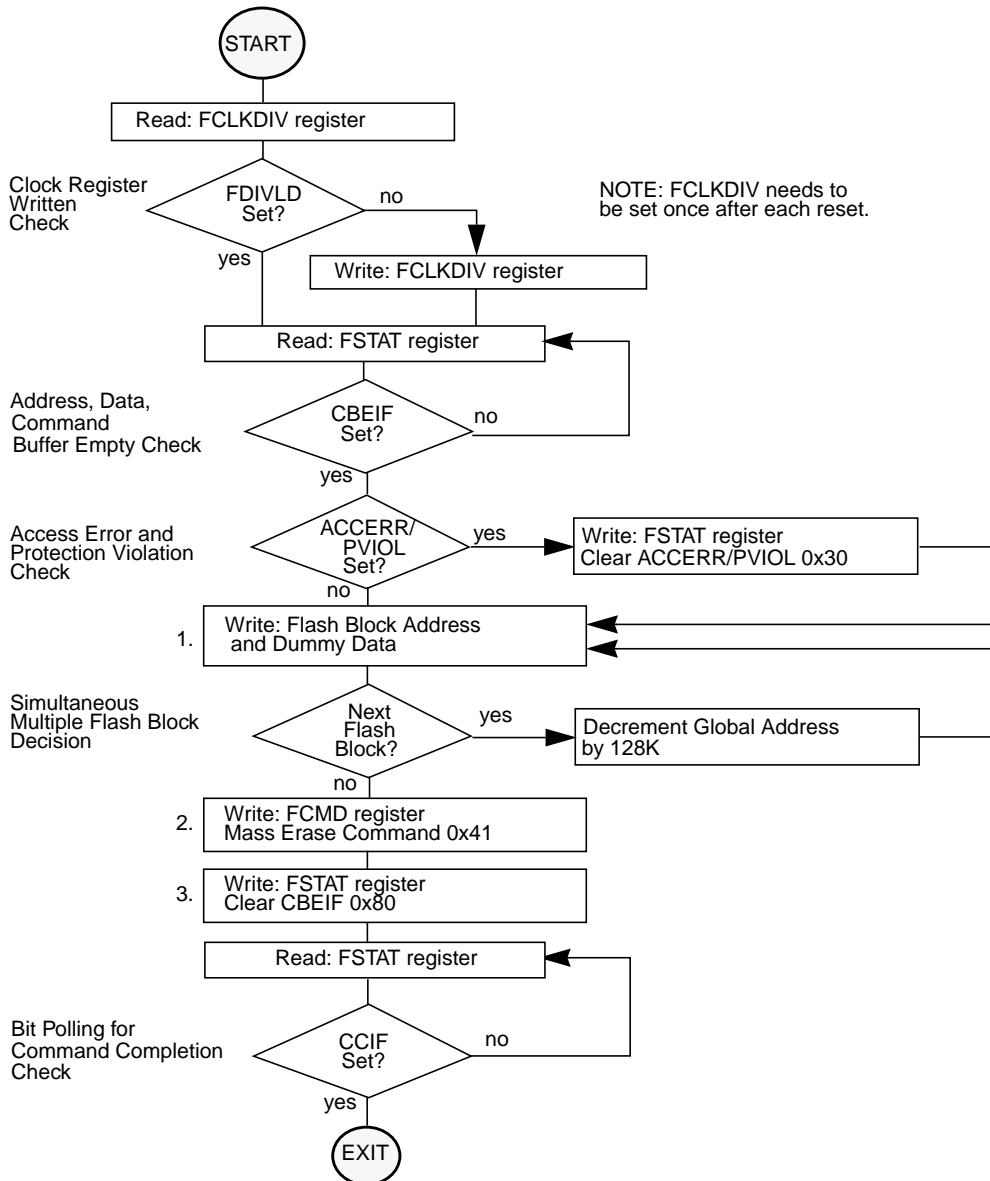 START
Read: FCLKDIV register
Clock Register
Written
Check
FDIVLD
Set?
no
yes
NOTE: FCLKDIV needs to
be set once after each reset.
Write: FCLKDIV register
Read: FSTAT register
Address, Data,
Command
Buffer Empty Check
CBEIF
Set?
no
yes
Access Error and
Protection Violation
Check
ACCERR/
PVIOL
Set?
yes
no
Write: FSTAT register
Clear ACCERR/PVIOL 0x30
1.
Write: Flash Block Address
and Dummy Data
Simultaneous
Multiple Flash Block
Decision
Next
Flash
Block?
yes
no
Decrement Global Address
by 128K
2.
Write: FCMD register
Mass Erase Command 0x41
3.
Write: FSTAT register
Clear CBEIF 0x80
Read: FSTAT register
Bit Polling for
Command Completion
Check
CCIF
Set?
no
yes
EXIT